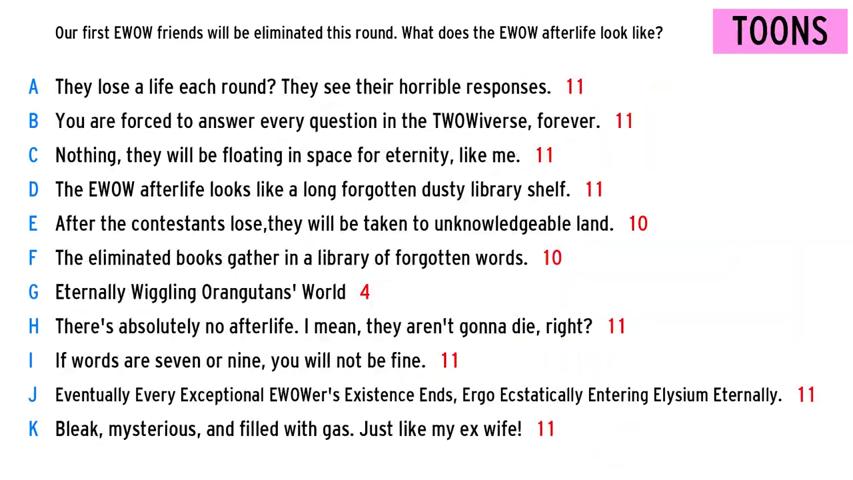 Our first EWOW friends will be eliminated this round. What does the EWOW afterlife look like?
TOONS
A They lose a life each round? They see their horrible responses. 11
B You are forced to answer every question in the TWOWiverse, forever. 11
C Nothing, they will be floating in space for eternity, like me. 11
D The EWOW afterlife looks like a long forgotten dusty library shelf. 11
E After the contestants lose,they will be taken to unknowledgeable land. 10
F The eliminated books gather in a library of forgotten words. 10
G Eternally Wiggling Orangutans' World 4
H There's absolutely no afterlife. I mean, they aren't gonna die, right? 11
I If words are seven or nine, you will not be fine. 11
J Eventually Every Exceptional EWOWer's Existence Ends, Ergo Ecstatically Entering Elysium Eternally. 11
K Bleak, mysterious, and filled with gas. Just like my ex wife! 11